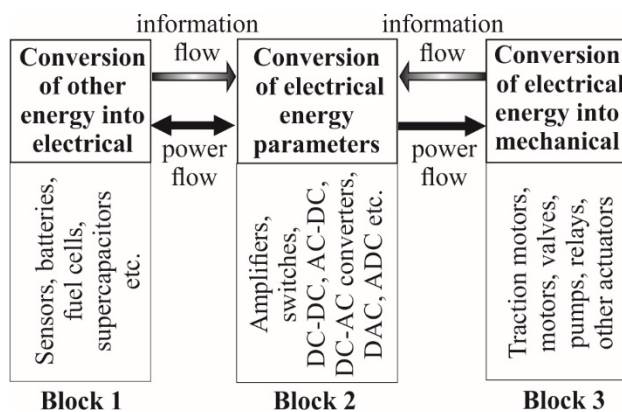 information
flow
information
flow
Conversion
of other
energy into
electrical
Conversion
of electrical
energy
parameters
Conversion
of electrical
energy into
mechanical
power
flow
power
flow
Sensors, batteries,
fuel cells,
supercapacitors
etc.
Amplifiers,
switches,
DC-DC, AC-DC,
DC-AC converters,
DAC, ADC etc.
Traction motors,
motors, valves,
pumps, relays,
other actuators
Block 1
Block 2
Block 3